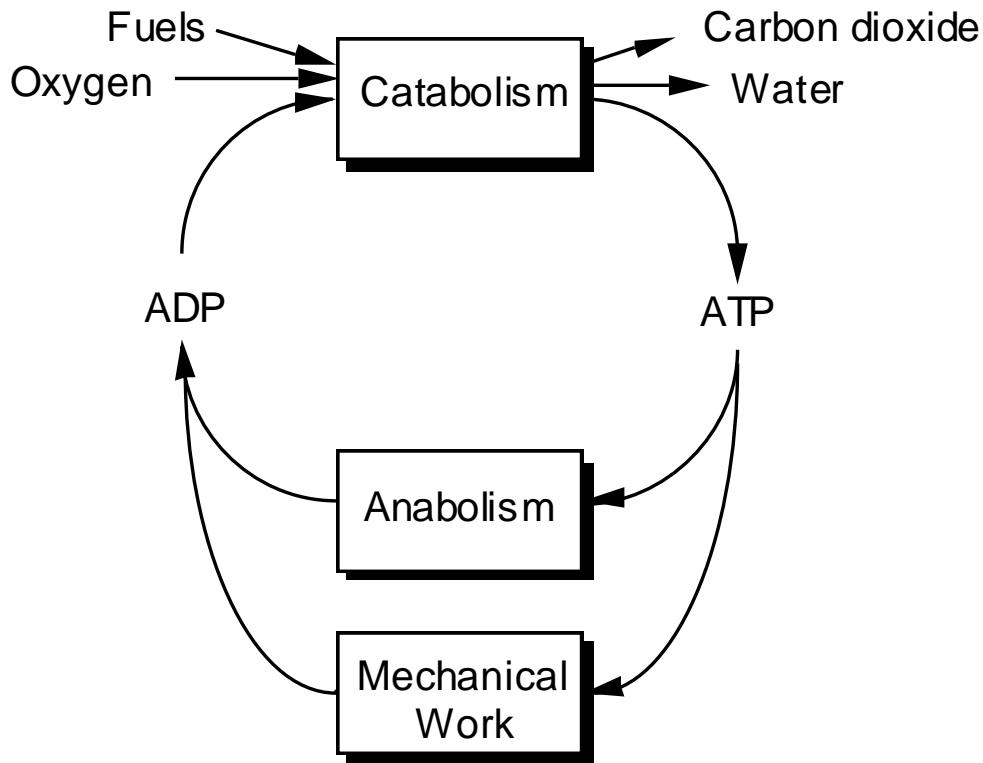 Fuels
Carbon dioxide
Oxygen
Catabolism
Water
ADP
ATP
Anabolism
Mechanical
Work